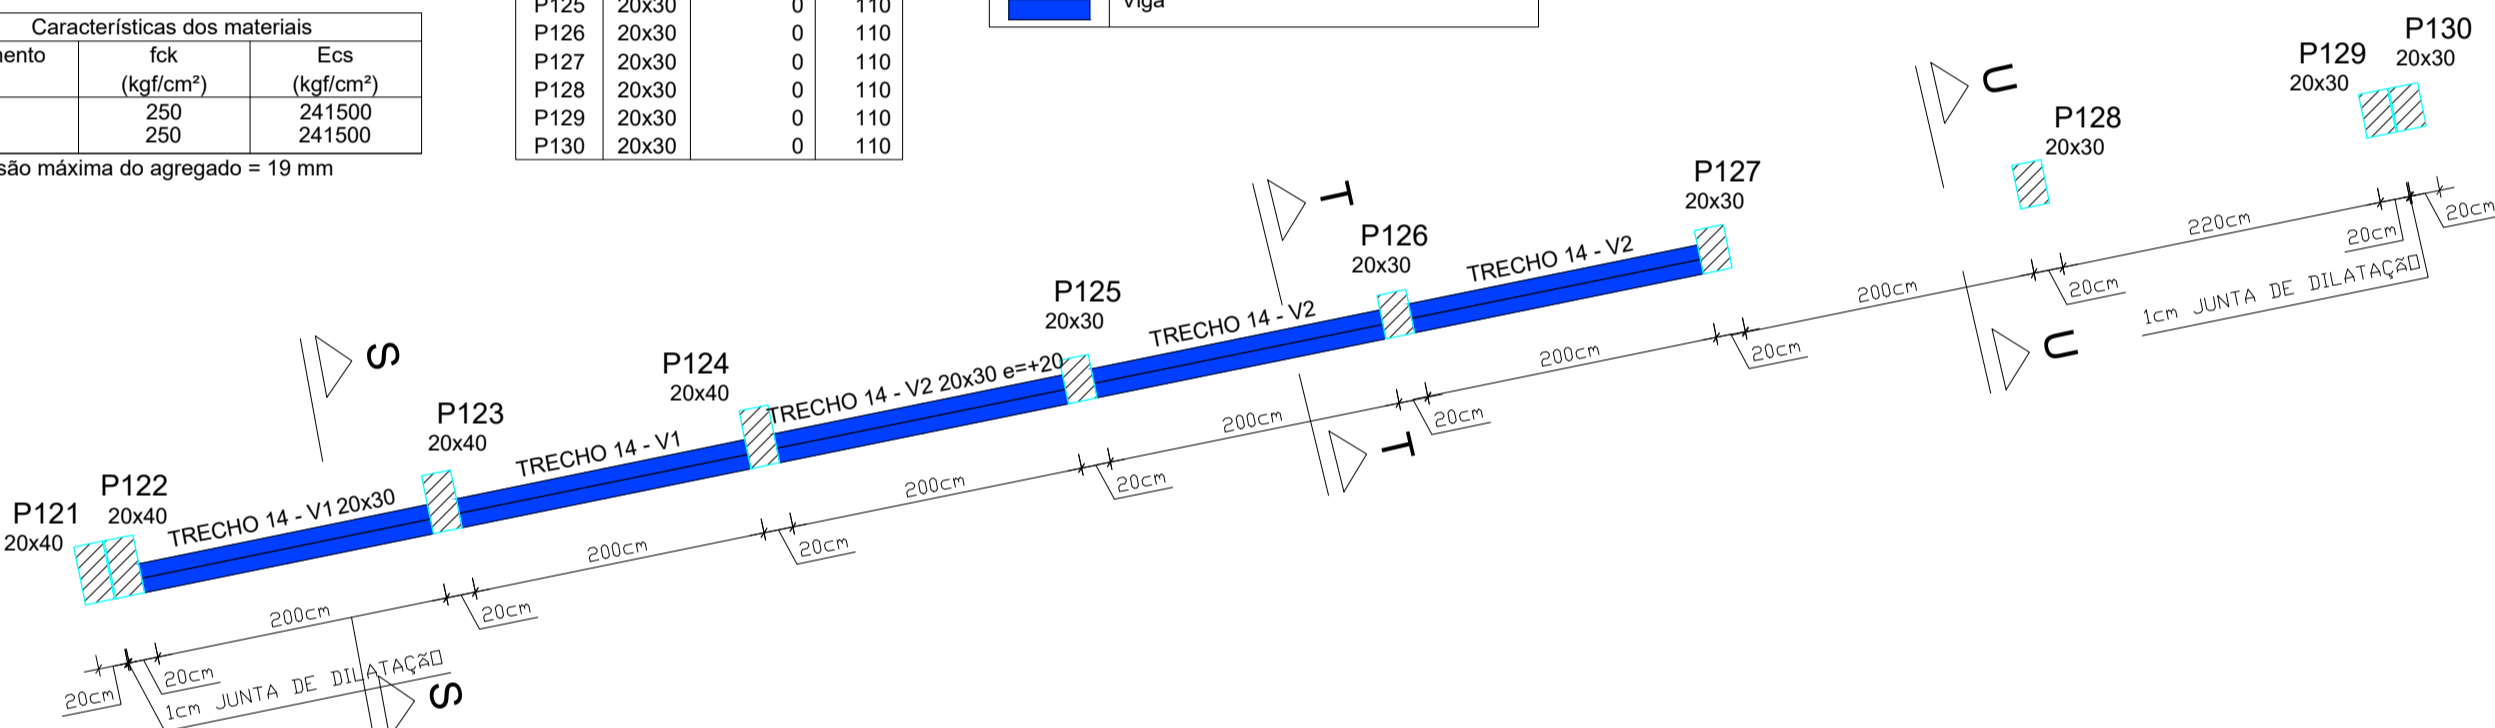 Características dos materiais
fck Ecs
(kgf/cm²) (kgf/cm²)
250 241500
250 241500
máxima do agregado = 19 mm
P125 20x30 0 110
P126 20x30 0 110
P127 20x30 0 110
P128 20x30 0 110
P129 20x30 0 110
P130 20x30 0 110
Viga
P130
20x30
P129
20x30
U
P128
20x30
P127
20x30
T
P126
20x30
TRECHO 14 - V2
220cm
20cm
20cm
1cm JUNTA DE DILATAÇÃO
200cm
20cm
U
P125
20x30
TRECHO 14 - V2
200cm
20cm
S
P124
20x40
TRECHO 14 - V2 20x30 e=+20
200cm
20cm
T
P123
20x40
TRECHO 14 - V1
200cm
20cm
P122
20x40
P121
20x40
TRECHO 14 - V1 20x30
200cm
20cm
200cm
20cm
20cm
20cm
1cm JUNTA DE DILATAÇÃO
S